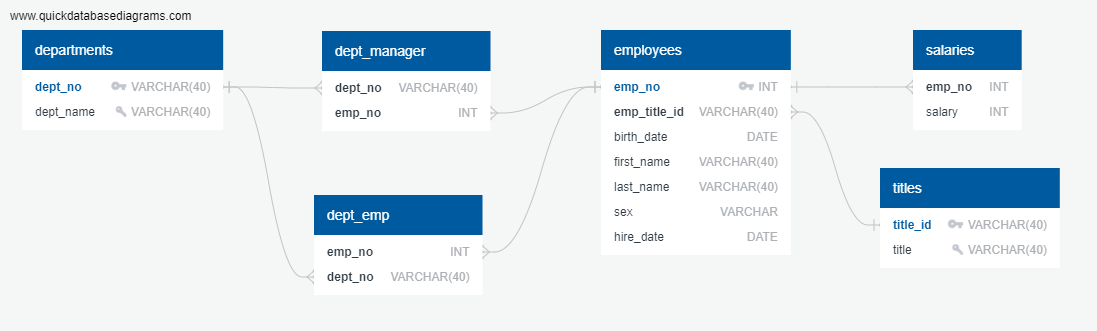 www.quickdatabasediagrams.com
departments
dept_no VARCHAR(40)
dept_name VARCHAR(40)
dept_manager
dept_no VARCHAR(40)
emp_no INT
dept_emp
emp_no INT
dept_no VARCHAR(40)
employees
emp_no INT
emp_title_id VARCHAR(40)
birth_date DATE
first_name VARCHAR(40)
last_name VARCHAR(40)
sex VARCHAR
hire_date DATE
salaries
emp_no INT
salary INT
titles
title_id VARCHAR(40)
title VARCHAR(40)